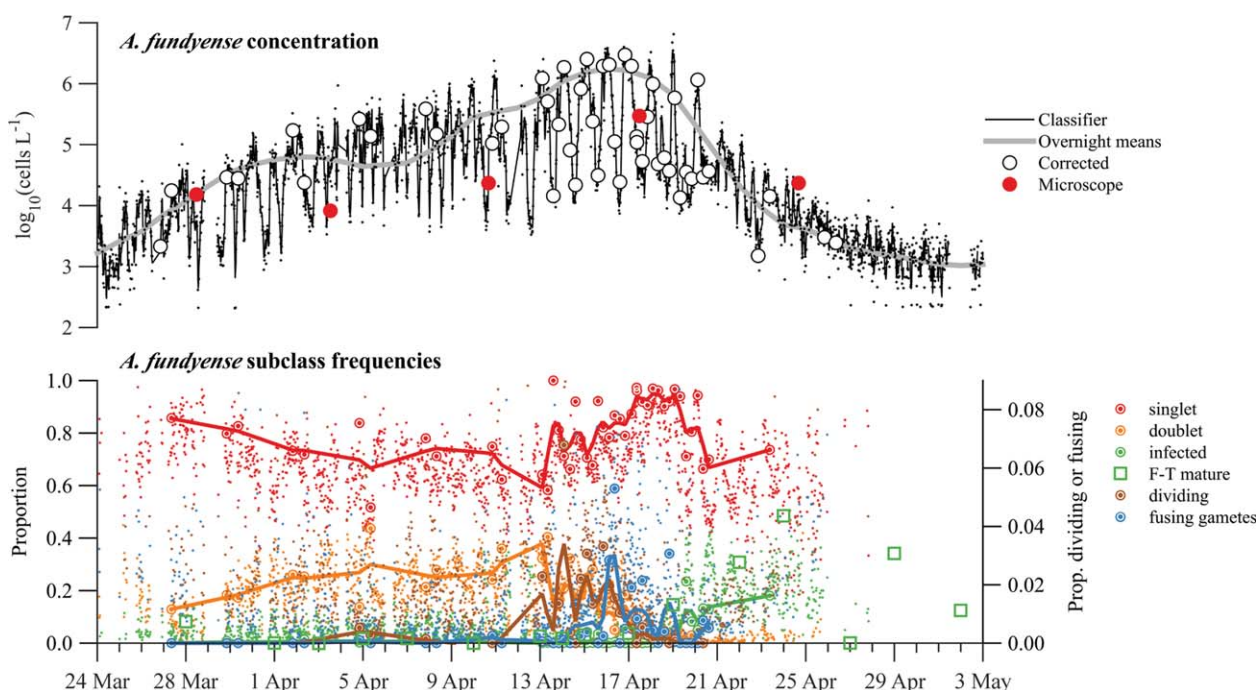 A. fundyense concentration
7
6
5
4
3
2
log10(cells L−1)
Classifier
Overnight means
Corrected
Microscope
A. fundyense subclass frequencies
1.0
0.8
0.6
0.4
0.2
0.0
Proportion
0.08
0.06
0.04
0.02
0.00
Prop. dividing or fusing
singlet
doublet
infected
F-T mature
dividing
fusing gametes
24 Mar 28 Mar 1 Apr 5 Apr 9 Apr 13 Apr 17 Apr 21 Apr 25 Apr 29 Apr 3 May